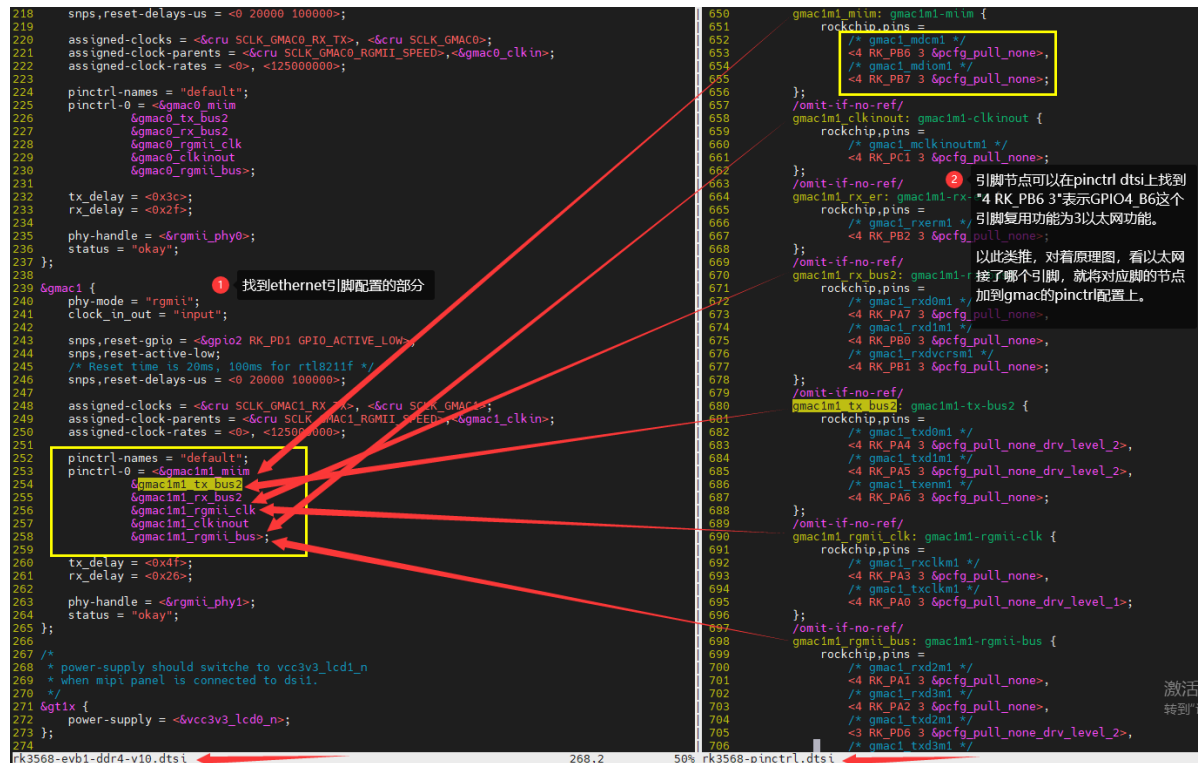 218 snps,reset-delays-us = <0 20000 100000>;
219
220 assigned-clocks = <&cru SCLK_GMAC0_RX_TX>, <&cru SCLK_GMAC0>;
221 assigned-clock-parents = <&cru SCLK_GMAC0_RGMII_SPEED>,<&gmac0_clkin>;
222 assigned-clock-rates = <0>, <125000000>;
223
224 pinctrl-names = "default";
225 pinctrl-0 = <&gmac0_miim
226 &gmac0_tx_bus2
227 &gmac0_rx_bus2
228 &gmac0_rgmii_clk
229 &gmac0_clkinout
230 &gmac0_rgmii_bus>;
231
232 tx_delay = <0x3c>;
233 rx_delay = <0x2f>;
234
235 phy-handle = <&rgmii_phy0>;
236 status = "okay";
237 };
238
239 &gmac1 {
240 phy-mode = "rgmii";
241 clock_in_out = "input";
242
243 snps,reset-gpio = <&gpio2 RK_PD1 GPIO_ACTIVE_LOW>;
244 snps,reset-active-low;
245 /* Reset time is 20ms, 100ms for rtl8211f */
246 snps,reset-delays-us = <0 20000 100000>;
247
248 assigned-clocks = <&cru SCLK_GMAC1_RX_TX>, <&cru SCLK_GMAC1>;
249 assigned-clock-parents = <&cru SCLK_GMAC1_RGMII_SPEED>,<&gmac1_clkin>;
250 assigned-clock-rates = <0>, <125000000>;
251
252 pinctrl-names = "default";
253 pinctrl-0 = <&gmac1m1_miim
254 &gmac1m1_tx_bus2
255 &gmac1m1_rx_bus2
256 &gmac1m1_rgmii_clk
257 &gmac1m1_clkinout
258 &gmac1m1_rgmii_bus>;
259
260 tx_delay = <0x4f>;
261 rx_delay = <0x26>;
262
263 phy-handle = <&rgmii_phy1>;
264 status = "okay";
265 };
266
267 /*
268 * power-supply should switche to vcc3v3_lcd1_n
269 * when mipi panel is connected to dsi1.
270 */
271 &gt1x {
272 power-supply = <&vcc3v3_lcd0_n>;
273 };
274
rk3568-evb1-ddr4-v10.dtsi 268.2 50%
1 找到ethernet引脚配置的部分
650 gmac1m1_miim: gmac1m1-miim {
651 rockchip,pins =
652 /* gmac1_mdcm1 */
653 <4 RK_PB6 3 &pcfg_pull_none>,
654 /* gmac1_mdiom1 */
655 <4 RK_PB7 3 &pcfg_pull_none>;
656 };
657 /omit-if-no-ref/
658 gmac1m1_clkinout: gmac1m1-clkinout {
659 rockchip,pins =
660 /* gmac1_mclkinoutm1 */
661 <4 RK_PC1 3 &pcfg_pull_none>;
662 };
663 /omit-if-no-ref/
664 gmac1m1_rx_er: gmac1m1-rx-
665 rockchip,pins =
666 /* gmac1_rxerm1 */
667 <4 RK_PB2 3 &pcfg_pull_none>;
668 };
669 /omit-if-no-ref/
670 gmac1m1_rx_bus2: gmac1m1-r
671 rockchip,pins =
672 /* gmac1_rxd0m1 */
673 <4 RK_PA7 3 &pcfg_pull_none>,
674 /* gmac1_rxd1m1 */
675 <4 RK_PB0 3 &pcfg_pull_none>,
676 /* gmac1_rxdvcrsm1 */
677 <4 RK_PB1 3 &pcfg_pull_none>;
678 };
679 /omit-if-no-ref/
680 gmac1m1_tx_bus2: gmac1m1-tx-bus2 {
681 rockchip,pins =
682 /* gmac1_txd0m1 */
683 <4 RK_PA4 3 &pcfg_pull_none_drv_level_2>,
684 /* gmac1_txd1m1 */
685 <4 RK_PA5 3 &pcfg_pull_none_drv_level_2>,
686 /* gmac1_txenm1 */
687 <4 RK_PA6 3 &pcfg_pull_none>;
688 };
689 /omit-if-no-ref/
690 gmac1m1_rgmii_clk: gmac1m1-rgmii-clk {
691 rockchip,pins =
692 /* gmac1_rxclkm1 */
693 <4 RK_PA3 3 &pcfg_pull_none>,
694 /* gmac1_txclkm1 */
695 <4 RK_PA0 3 &pcfg_pull_none_drv_level_1>;
696 };
697 /omit-if-no-ref/
698 gmac1m1_rgmii_bus: gmac1m1-rgmii-bus {
699 rockchip,pins =
700 /* gmac1_rxd2m1 */
701 <4 RK_PA1 3 &pcfg_pull_none>,
702 /* gmac1_rxd3m1 */
703 <4 RK_PA2 3 &pcfg_pull_none>,
704 /* gmac1_txd2m1 */
705 <3 RK_PD6 3 &pcfg_pull_none_drv_level_2>,
706 /* gmac1_txd3m1 */
rk3568-pinctrl.dtsi
2 引脚节点可以在pinctrl dtsi上找到
"4 RK_PB6 3"表示GPIO4_B6这个
引脚复用功能为3以太网功能。
以此类推，对着原理图，看以太网
接了哪个引脚，就将对应脚的节点
加到gmac的pinctrl配置上。
激活
转到"